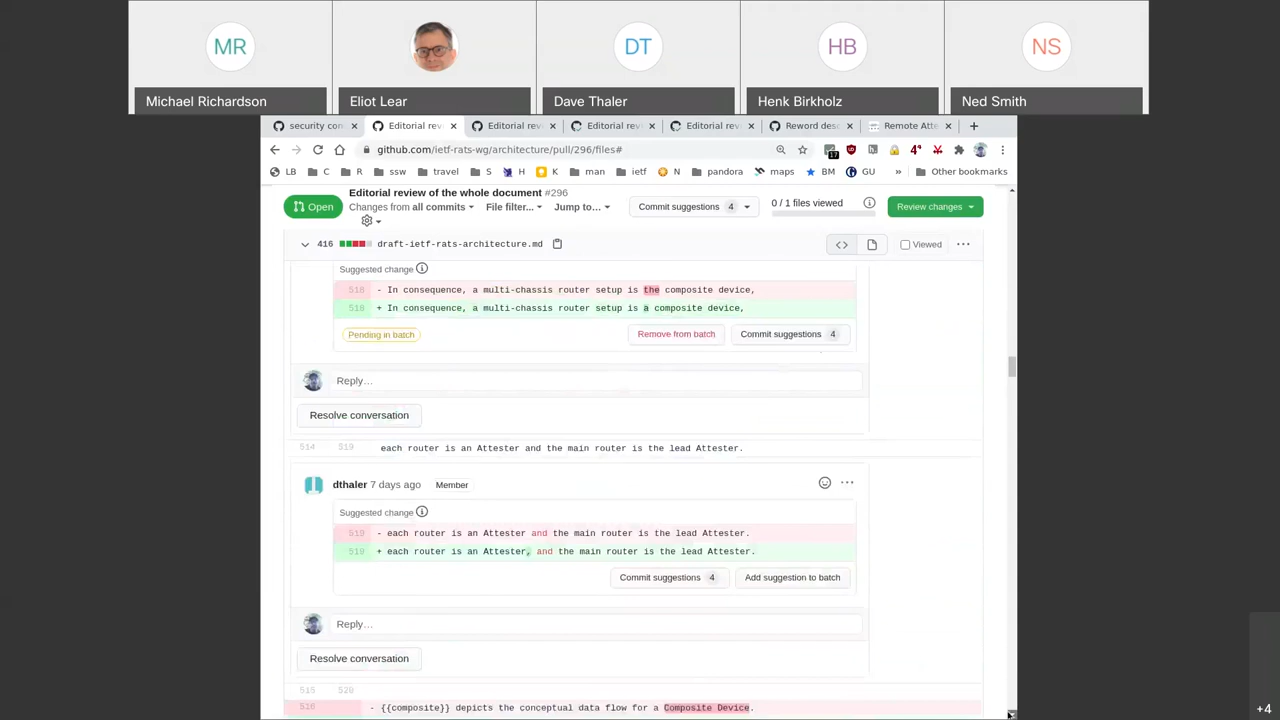 MR
DT
HB
NS
Michael Richardson
Eliot Lear
Dave Thaler
Henk Birkholz
Ned Smith
security con
Editorial rev
Editorial rev
Editorial rev
Editorial rev
Reword desc
Remote Atte
github.com/ietf-rats-wg/architecture/pull/296/files#
17
4°
LB C R ssw travel S H K man ietf N pandora maps BM GU » Other bookmarks
Editorial review of the whole document #296
Open
Changes from all commits File filter... Jump to...
Commit suggestions 4
0 / 1 files viewed
Review changes
416 draft-ietf-rats-architecture.md
<> Viewed
Suggested change
518 - In consequence, a multi-chassis router setup is the composite device,
518 + In consequence, a multi-chassis router setup is a composite device,
Pending in batch Remove from batch Commit suggestions 4
Reply...
Resolve conversation
514 519 each router is an Attester and the main router is the lead Attester.
dthaler 7 days ago Member
Suggested change
519 - each router is an Attester and the main router is the lead Attester.
519 + each router is an Attester, and the main router is the lead Attester.
Commit suggestions 4 Add suggestion to batch
Reply...
Resolve conversation
515 520
516 - {{composite}} depicts the conceptual data flow for a Composite Device.
+4